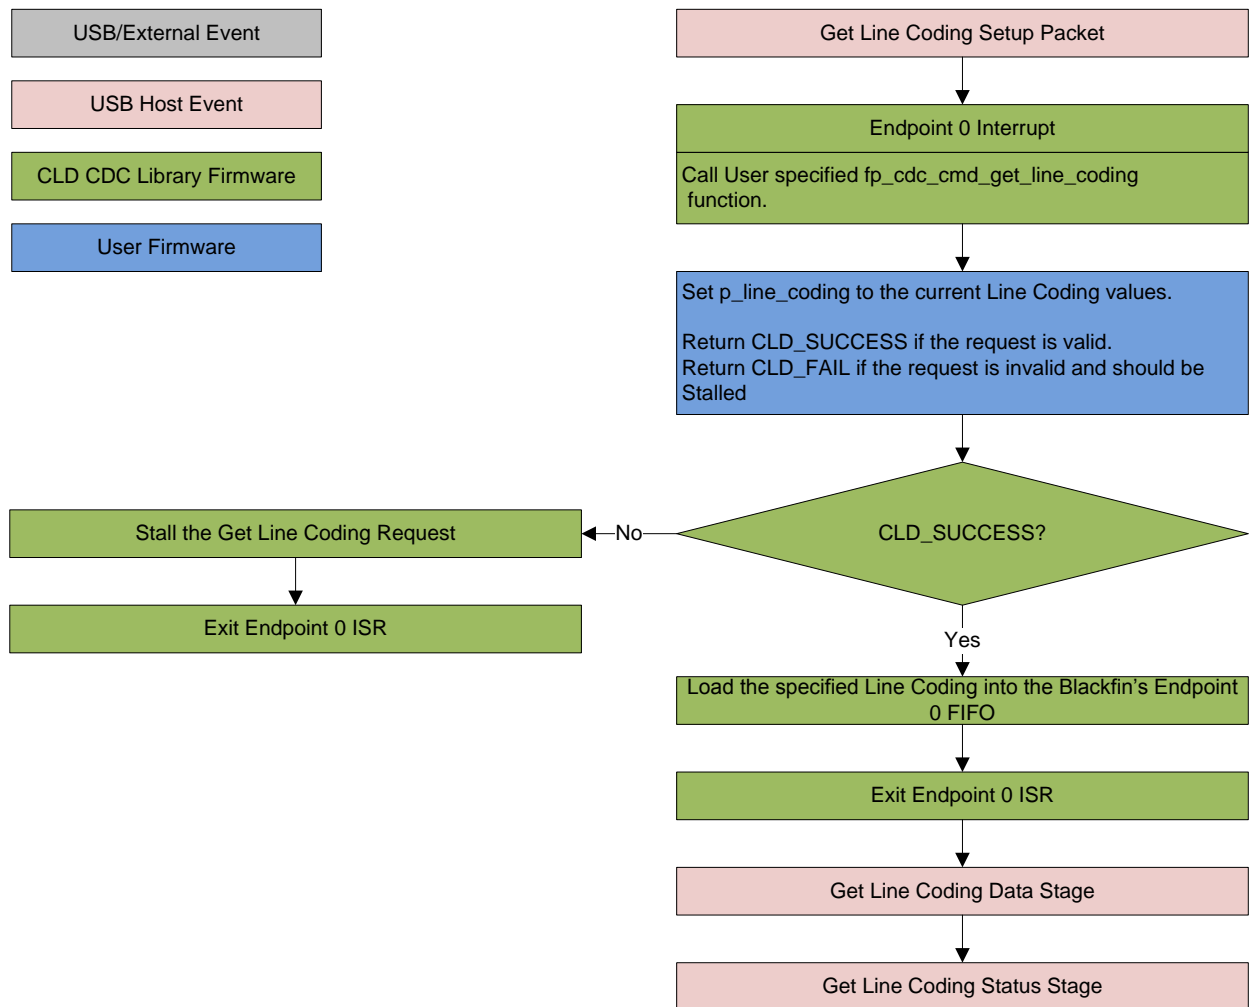 USB/External Event
USB Host Event
CLD CDC Library Firmware
User Firmware
Get Line Coding Setup Packet
Endpoint 0 Interrupt
Call User specified fp_cdc_cmd_get_line_coding
function.
Set p_line_coding to the current Line Coding values.
Return CLD_SUCCESS if the request is valid.
Return CLD_FAIL if the request is invalid and should be
Stalled
CLD_SUCCESS?
No
Stall the Get Line Coding Request
Exit Endpoint 0 ISR
Yes
Load the specified Line Coding into the Blackfin's Endpoint
0 FIFO
Exit Endpoint 0 ISR
Get Line Coding Data Stage
Get Line Coding Status Stage